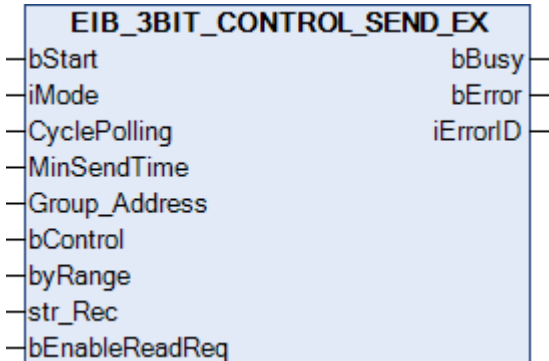 EIB_3BIT_CONTROL_SEND_EX
bStart bBusy
iMode bError
CyclePolling iErrorID
MinSendTime
Group_Address
bControl
byRange
str_Rec
bEnableReadReq